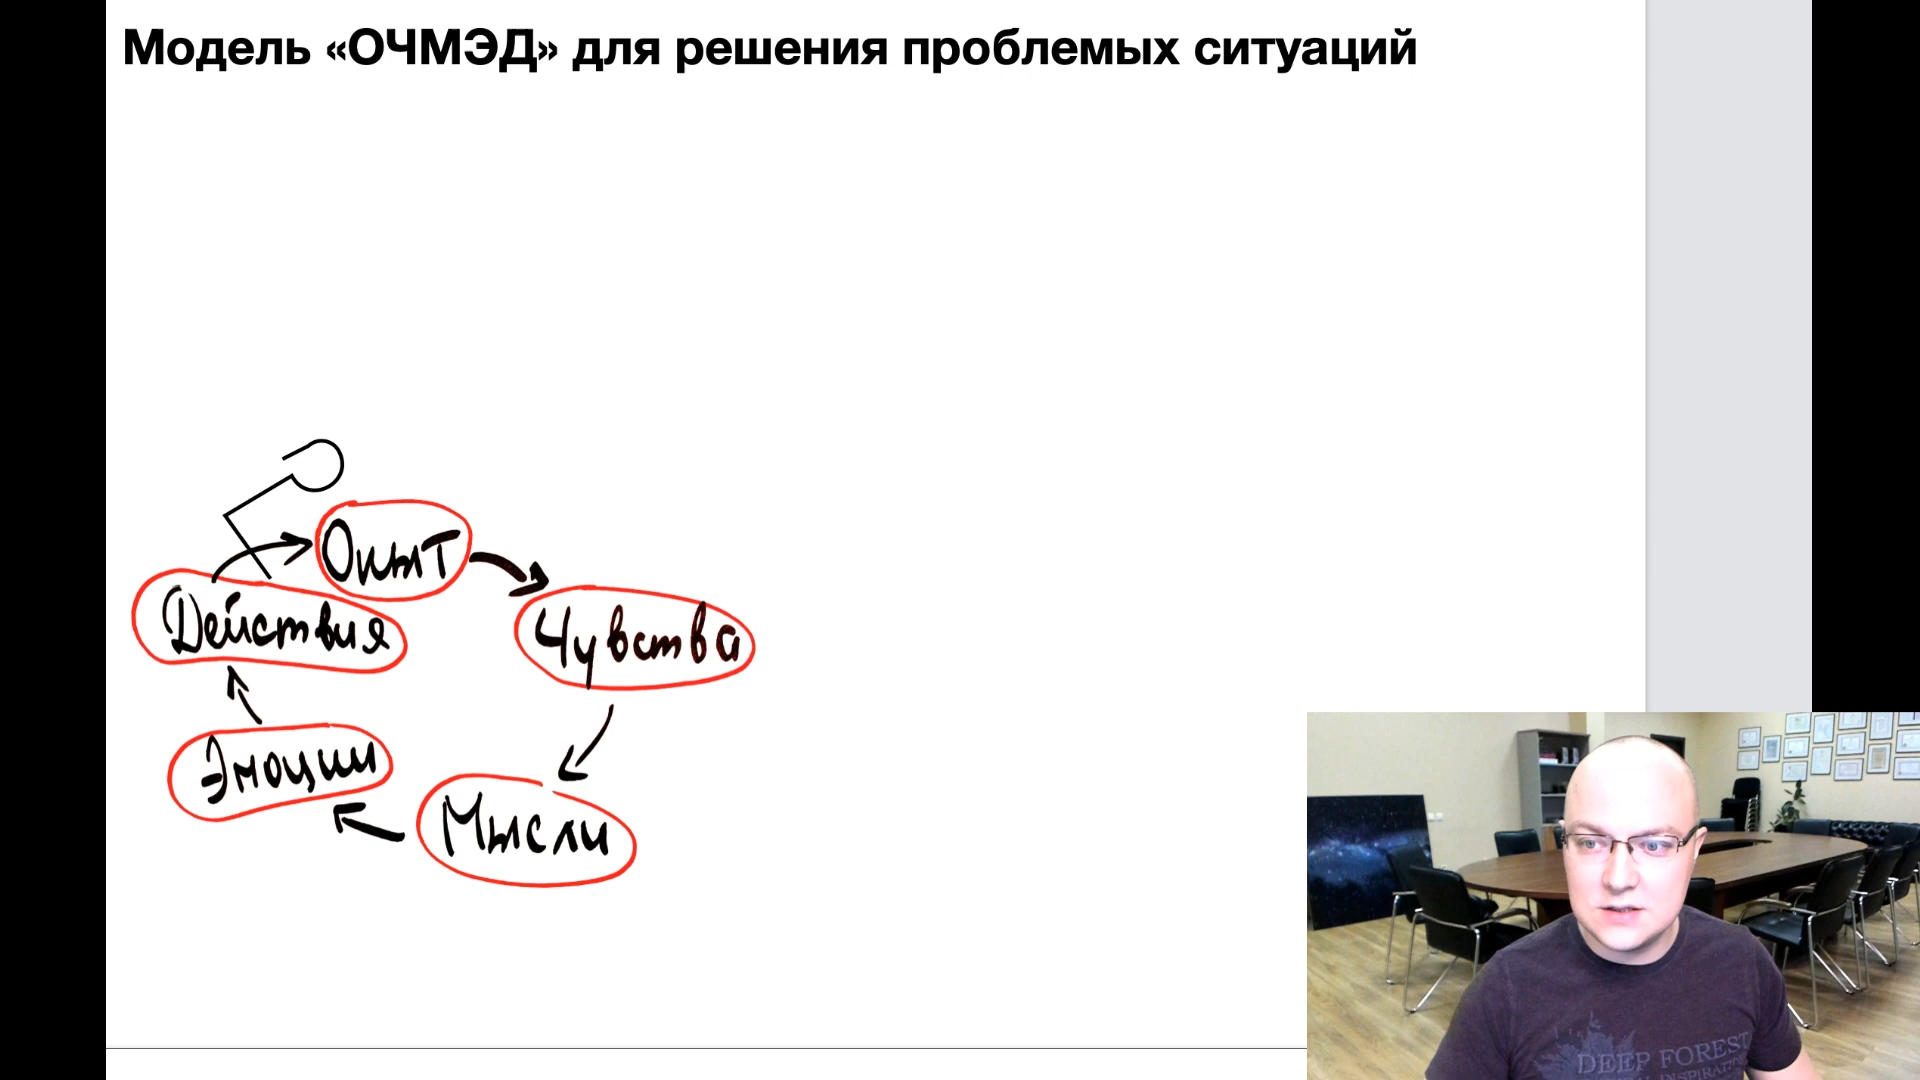 Модель «ОЧМЭД» для решения проблемых ситуаций
Опыт
Действия
Чувства
Эмоции
Мысли
DEEP FOREST